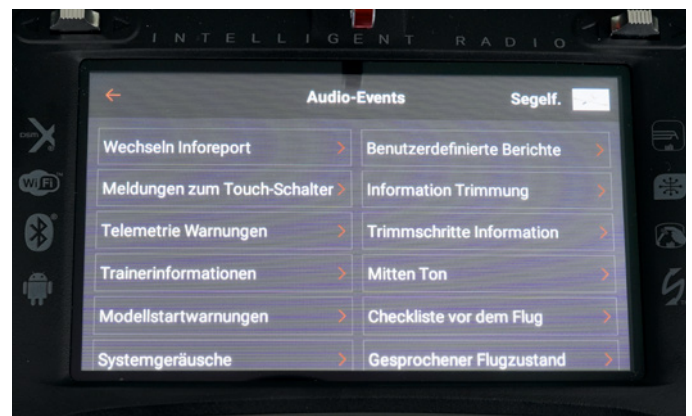 INTELLIGENT RADIO
Audio-Events
Segelf.
Wechseln Inforeport
Benutzerdefinierte Berichte
Meldungen zum Touch-Schalter
Information Trimmung
Telemetrie Warnungen
Trimmschritte Information
Trainerinformationen
Mitten Ton
Modellstartwarnungen
Checkliste vor dem Flug
Systemgeräusche
Gesprochener Flugzustand
WiFi